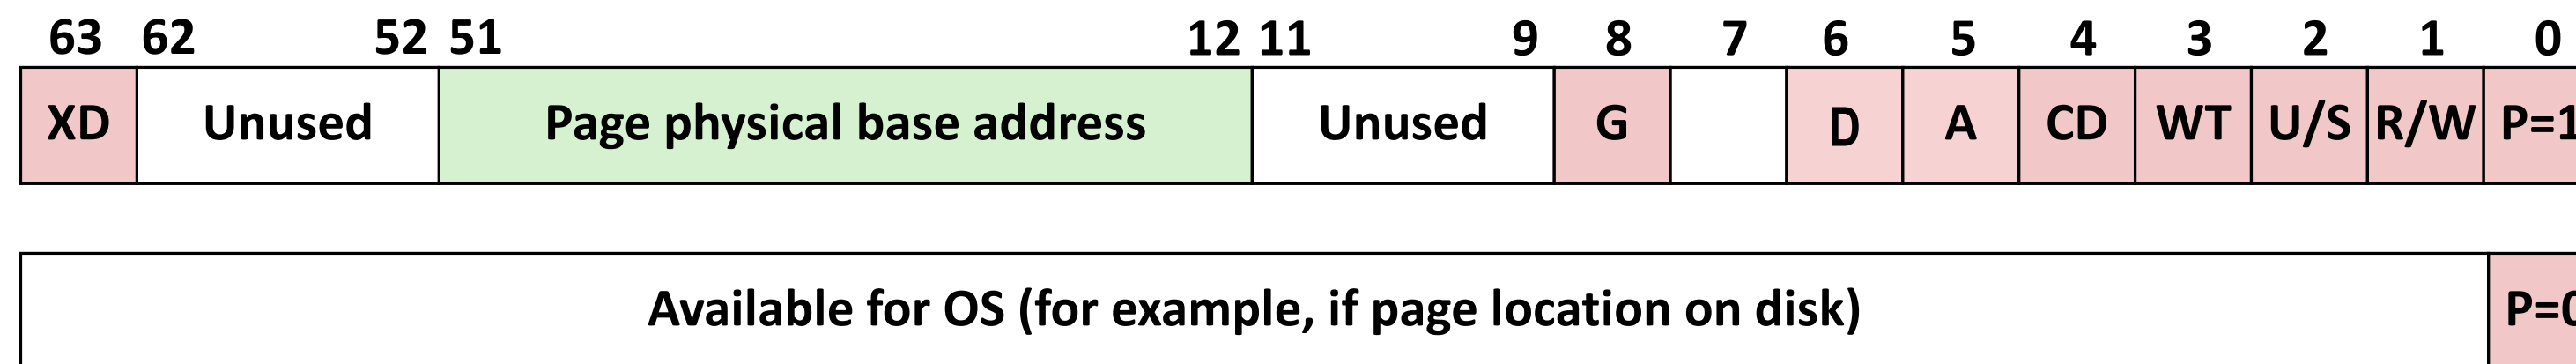 63 62 52 51 12 11 9 8 7 6 5 4 3 2 1 0
XD Unused Page physical base address Unused G D A CD WT U/S R/W P=1
Available for OS (for example, if page location on disk) P=0